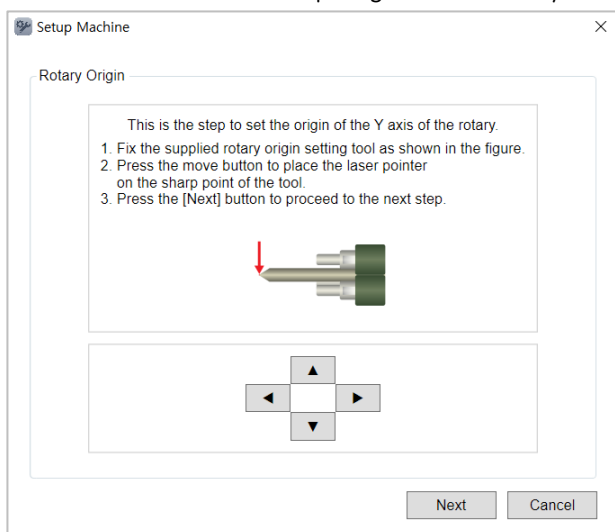 Setup Machine
Rotary Origin
This is the step to set the origin of the Y axis of the rotary.
1. Fix the supplied rotary origin setting tool as shown in the figure.
2. Press the move button to place the laser pointer
on the sharp point of the tool.
3. Press the [Next] button to proceed to the next step.
Next Cancel